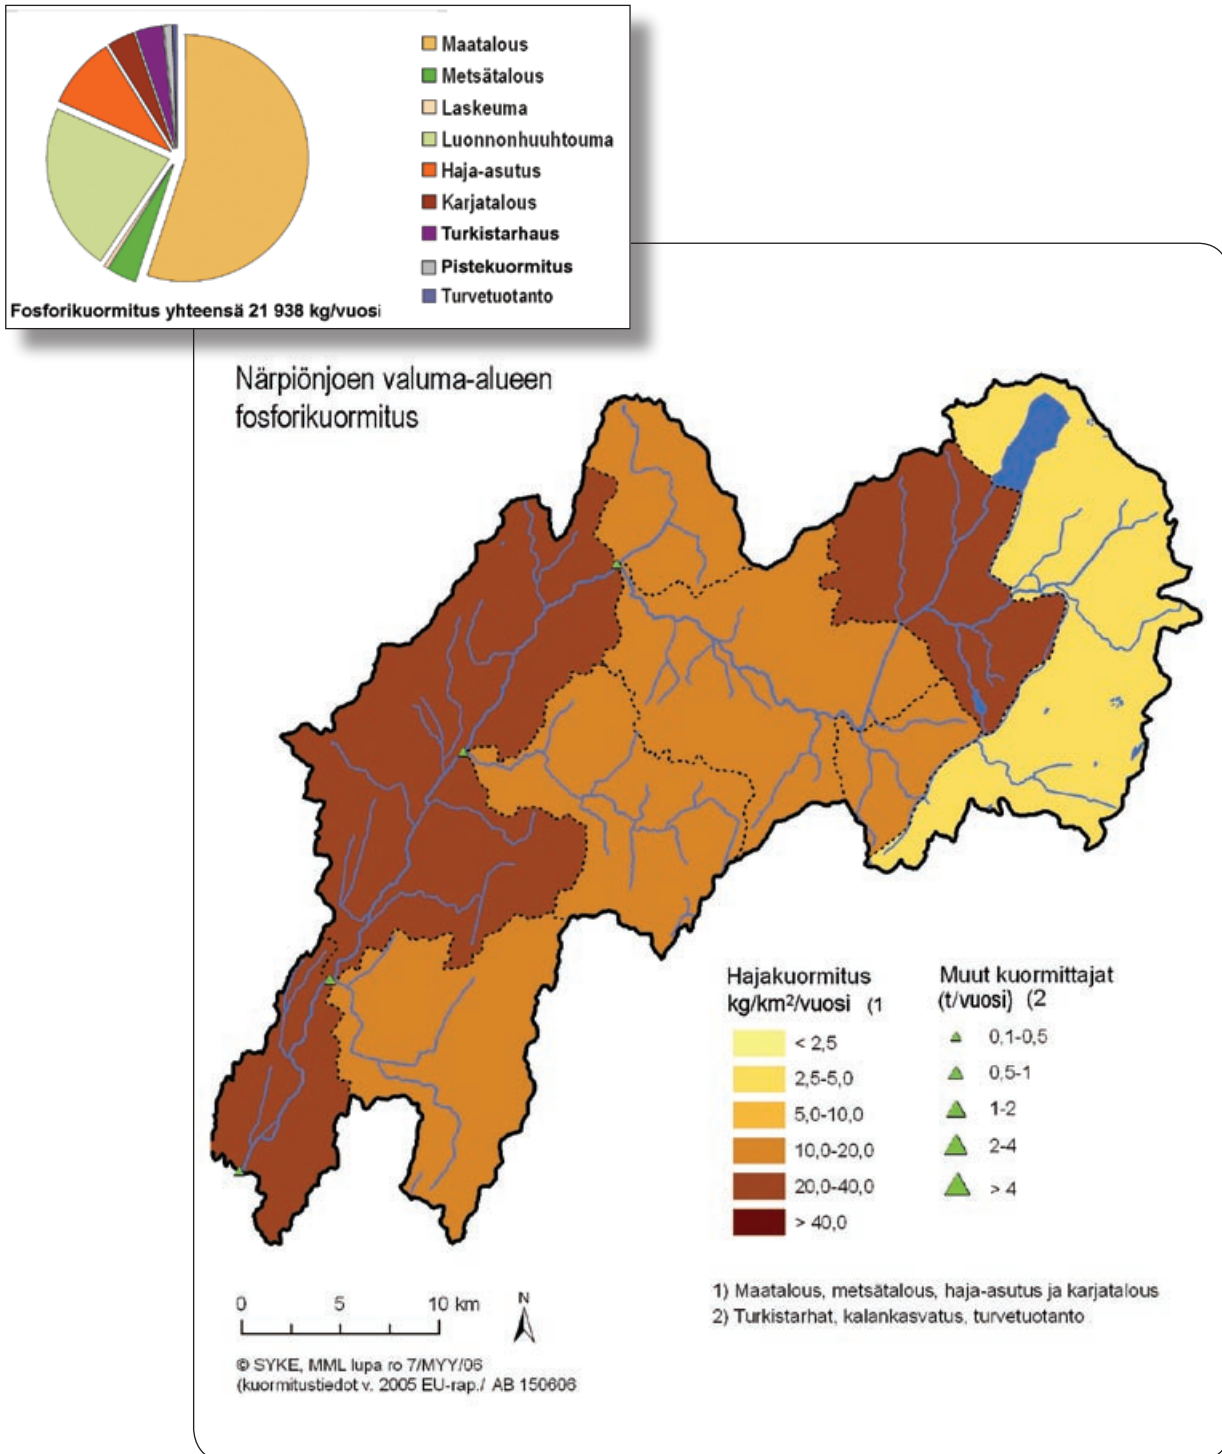 Maatalous
Metsätalous
Laskeuma
Luonnonhuuhtouma
Haja-asutus
Karjatalous
Turkistarhaus
Pistekuormitus
Turvetuotanto
Fosforikuormitus yhteensä 21 938 kg/vuosi
Närpiönjoen valuma-alueen
fosforikuormitus
Hajakuormitus
kg/km²/vuosi (1
< 2,5
2,5-5,0
5,0-10,0
10,0-20,0
20,0-40,0
> 40,0
Muut kuormittajat
(t/vuosi) (2
0,1-0,5
0,5-1
1-2
2-4
> 4
1) Maatalous, metsätalous, haja-asutus ja karjatalous
2) Turkistarhat, kalankasvatus, turvetuotanto
0 5 10 km
N
© SYKE, MML lupa ro 7/MYY/06
(kuormitustiedot v. 2005 EU-rap./ AB 150606